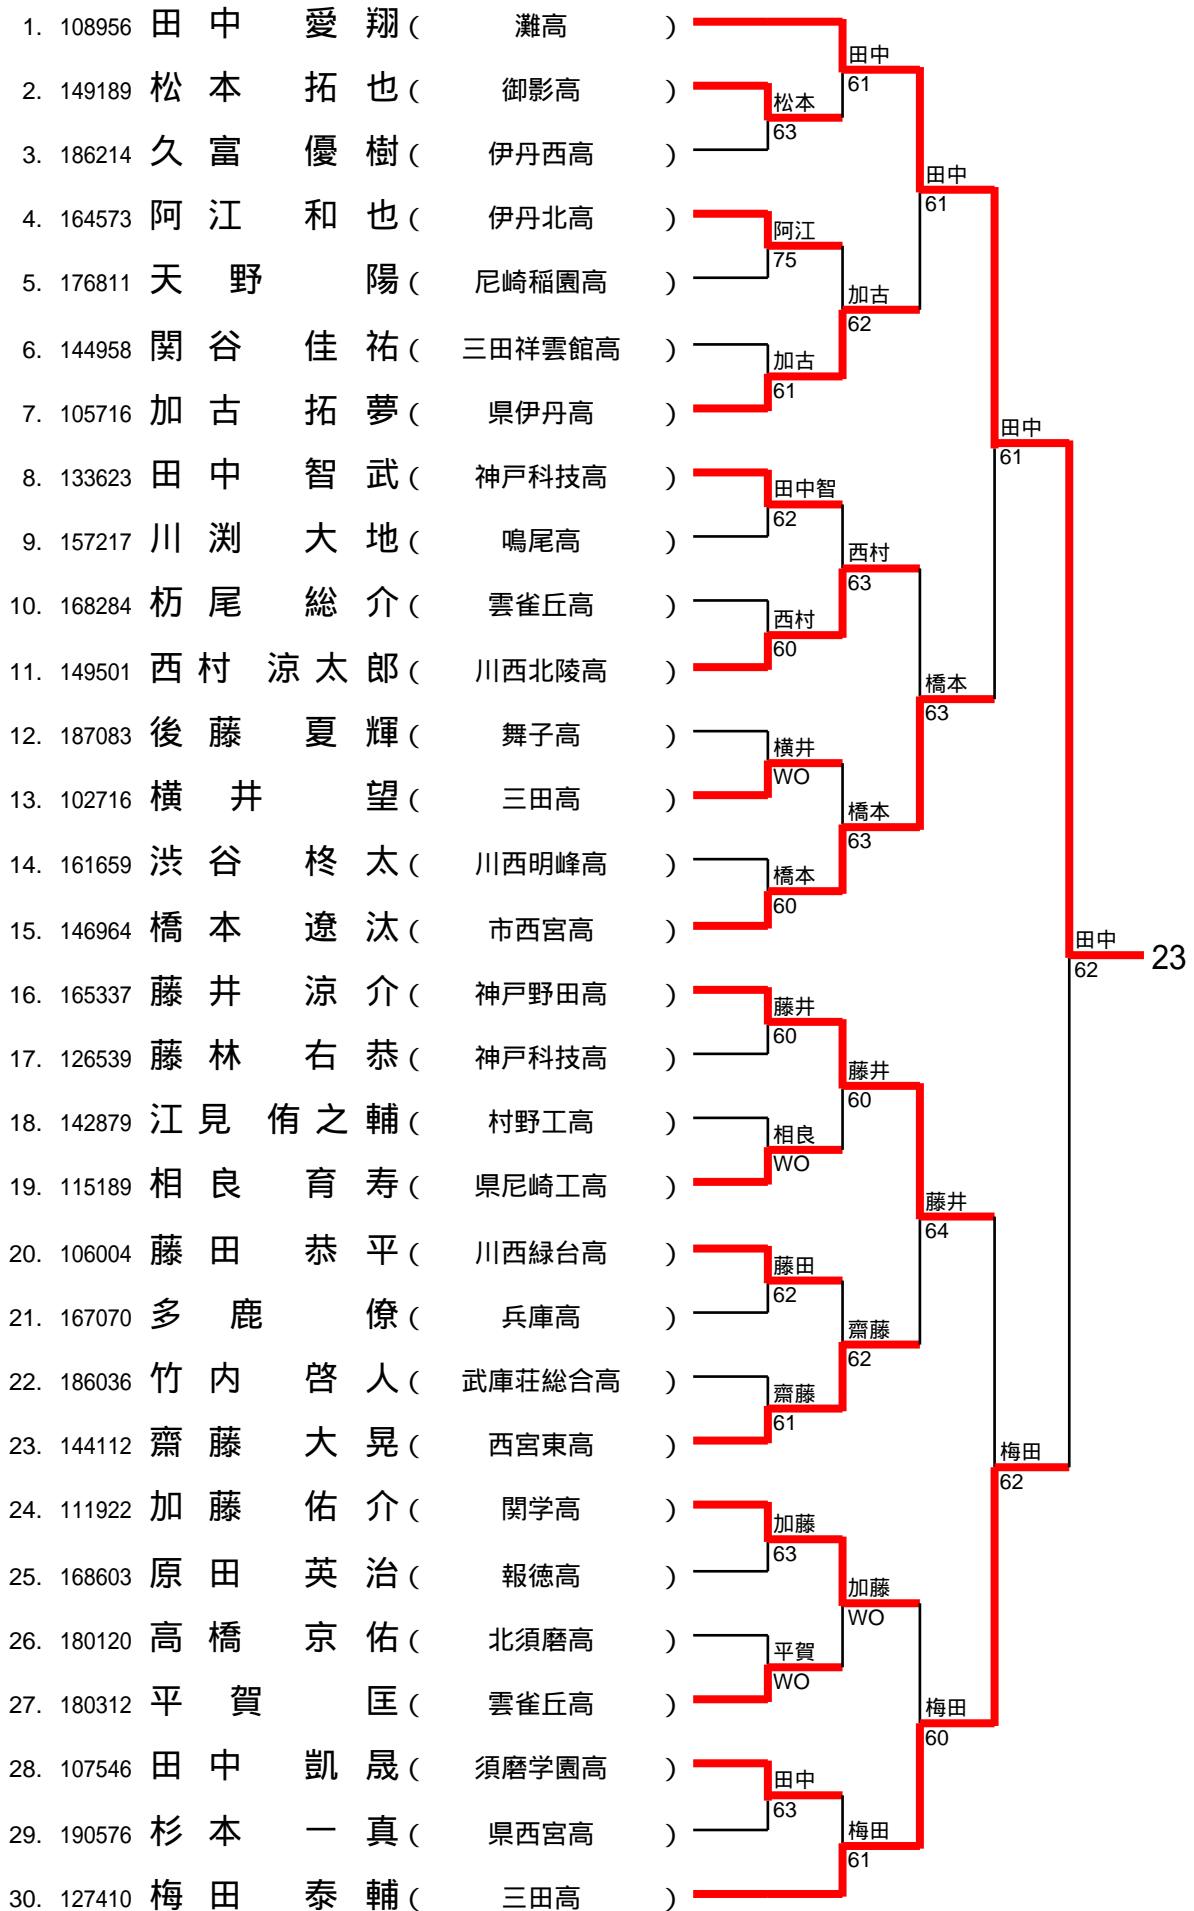 1. 108956 田中 愛翔 ( 灘高 )
2. 149189 松本 拓也 ( 御影高 )
3. 186214 久富 優樹 ( 伊丹西高 )
4. 164573 阿江 和也 ( 伊丹北高 )
5. 176811 天野 陽 ( 尼崎稲園高 )
6. 144958 関谷 佳祐 ( 三田祥雲館高 )
7. 105716 加古 拓夢 ( 県伊丹高 )
8. 133623 田中 智武 ( 神戸科技高 )
9. 157217 川渕 大地 ( 鳴尾高 )
10. 168284 栃尾 総介 ( 雲雀丘高 )
11. 149501 西村 涼太郎 ( 川西北陵高 )
12. 187083 後藤 夏輝 ( 舞子高 )
13. 102716 横井 望 ( 三田高 )
14. 161659 渋谷 柊太 ( 川西明峰高 )
15. 146964 橋本 遼汰 ( 市西宮高 )
16. 165337 藤井 涼介 ( 神戸野田高 )
17. 126539 藤林 右恭 ( 神戸科技高 )
18. 142879 江見 侑之輔 ( 村野工高 )
19. 115189 相良 育寿 ( 県尼崎工高 )
20. 106004 藤田 恭平 ( 川西緑台高 )
21. 167070 多鹿 僚 ( 兵庫高 )
22. 186036 竹内 啓人 ( 武庫荘総合高 )
23. 144112 齋藤 大晃 ( 西宮東高 )
24. 111922 加藤 佑介 ( 関学高 )
25. 168603 原田 英治 ( 報徳高 )
26. 180120 高橋 京佑 ( 北須磨高 )
27. 180312 平賀 匡 ( 雲雀丘高 )
28. 107546 田中 凱晟 ( 須磨学園高 )
29. 190576 杉本 一真 ( 県西宮高 )
30. 127410 梅田 泰輔 ( 三田高 )
松本
63
阿江
75
加古
61
田中智
62
西村
60
横井
WO
橋本
60
藤井
60
相良
WO
藤田
62
齋藤
61
加藤
63
平賀
WO
田中
63
田中
61
加古
62
西村
63
橋本
63
藤井
60
齋藤
62
加藤
WO
梅田
61
田中
61
橋本
63
藤井
64
梅田
60
田中
61
梅田
62
田中
62
23